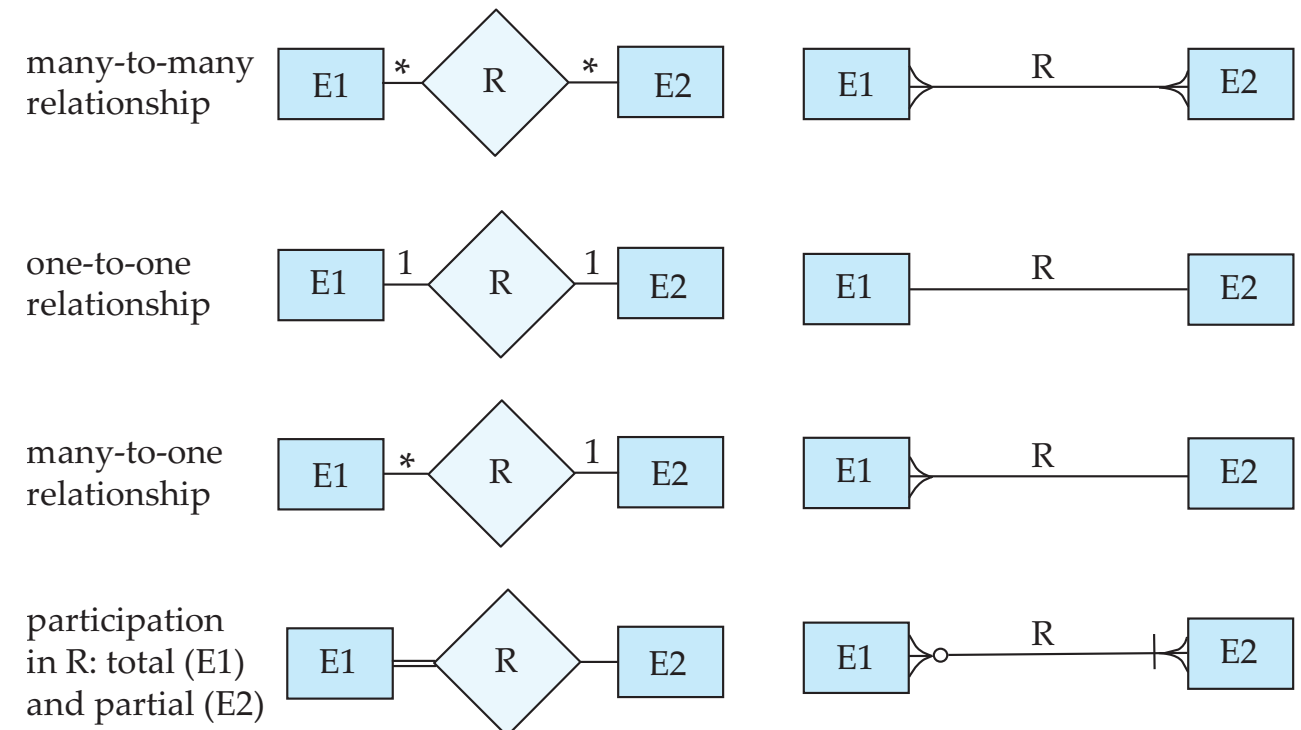 many-to-many
relationship
E1 * R * E2
E1 R E2
one-to-one
relationship
E1 1 R 1 E2
E1 R E2
many-to-one
relationship
E1 * R 1 E2
E1 R E2
participation
in R: total (E1)
and partial (E2)
E1 R E2
E1 R E2